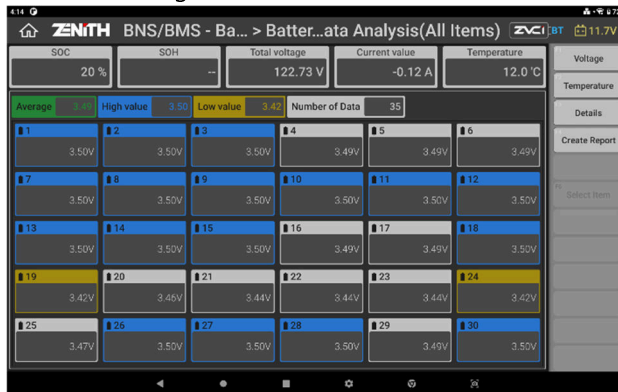 4:14
ZENITH BNS/BMS - Ba... > Batter...ata Analysis(All Items) ZVCI BT 11.7V
SOC SOH Total voltage Current value Temperature
20 % -- 122.73 V -0.12 A 12.0 ℃
Voltage
Temperature
Details
Create Report
Select Item
Average 3.49 High value 3.50 Low value 3.42 Number of Data 35
1 2 3 4 5 6
3.50V 3.50V 3.50V 3.49V 3.49V 3.49V
7 8 9 10 11 12
3.50V 3.50V 3.50V 3.50V 3.50V 3.50V
13 14 15 16 17 18
3.50V 3.50V 3.50V 3.49V 3.49V 3.50V
19 20 21 22 23 24
3.42V 3.46V 3.44V 3.44V 3.44V 3.42V
25 26 27 28 29 30
3.47V 3.50V 3.50V 3.50V 3.49V 3.50V